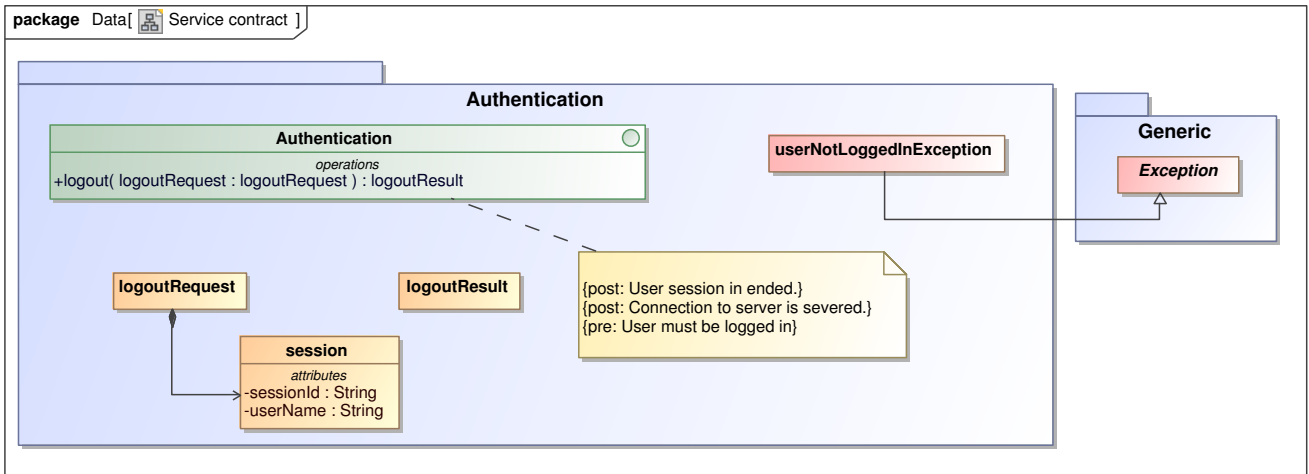 package Data[ Service contract ]
Authentication
Generic
Authentication
operations
+logout( logoutRequest : logoutRequest ) : logoutResult
userNotLoggedInException
Exception
logoutRequest
logoutResult
{post: User session in ended.}
{post: Connection to server is severed.}
{pre: User must be logged in}
session
attributes
-sessionId : String
-userName : String